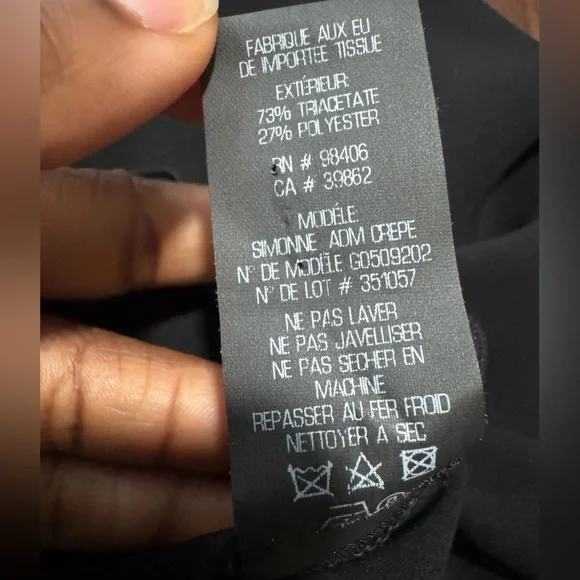 FABRIQUE AUX EU
DE IMPORTEE TISSUE
EXTÉRIEUR:
73% TRIACETATE
27% POLYESTER
RN # 98406
CA # 39862
MODÉLE:
SIMONNE ADM CREPE
N° DE MODÉLE G0509202
N° DE LOT # 351057
NE PAS LAVER
NE PAS JAVELLISER
NE PAS SECHER EN
MACHINE
REPASSER AU FER FROID
NETTOYER A SEC